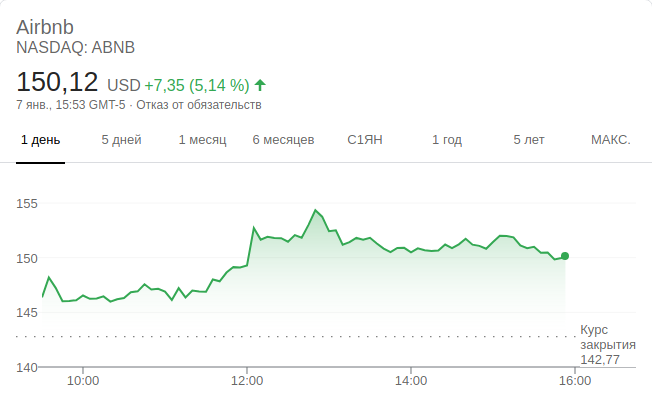 Airbnb
NASDAQ: ABNB
150,12 USD +7,35 (5,14 %)
7 янв., 15:53 GMT-5 · Отказ от обязательств
1 день 5 дней 1 месяц 6 месяцев С1ЯН 1 год 5 лет МАКС.
155
150
145
Курс
закрытия
142,77
140
10:00 12:00 14:00 16:00